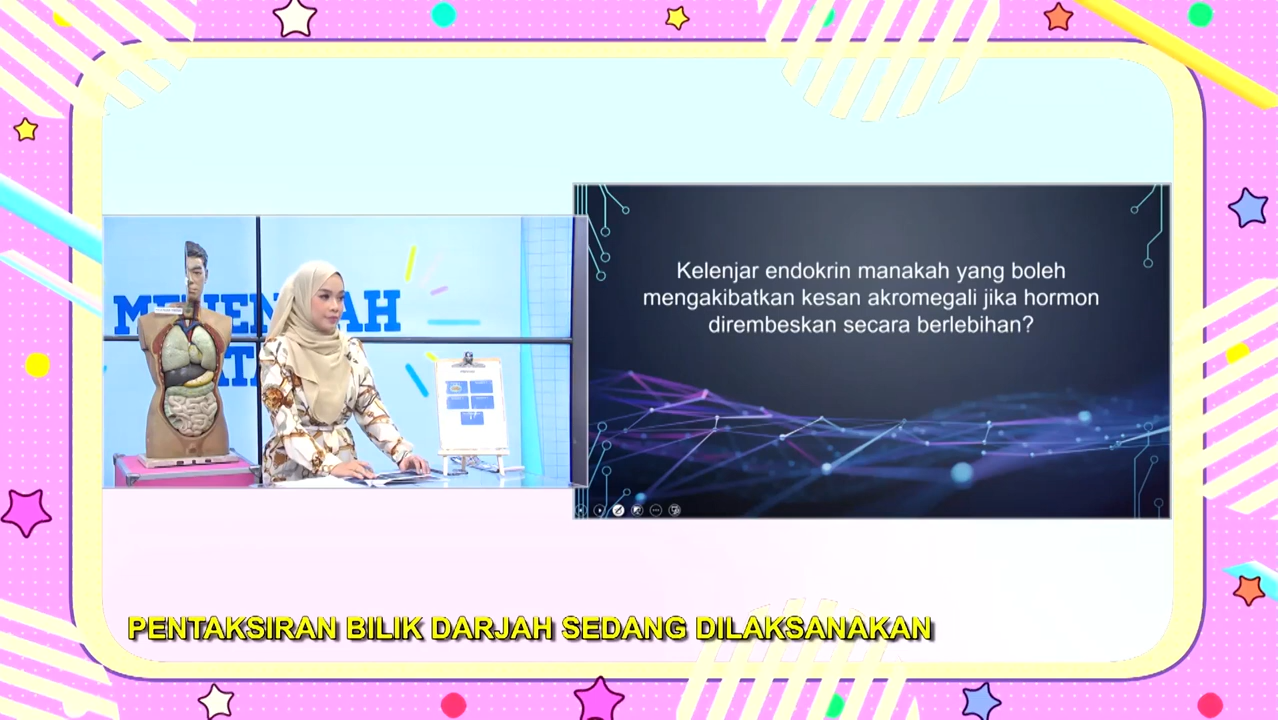 Kelenjar endokrin manakah yang boleh
mengakibatkan kesan akromegali jika hormon
dirembeskan secara berlebihan?
PENTAKSIRAN BILIK DARJAH SEDANG DILAKSANAKAN